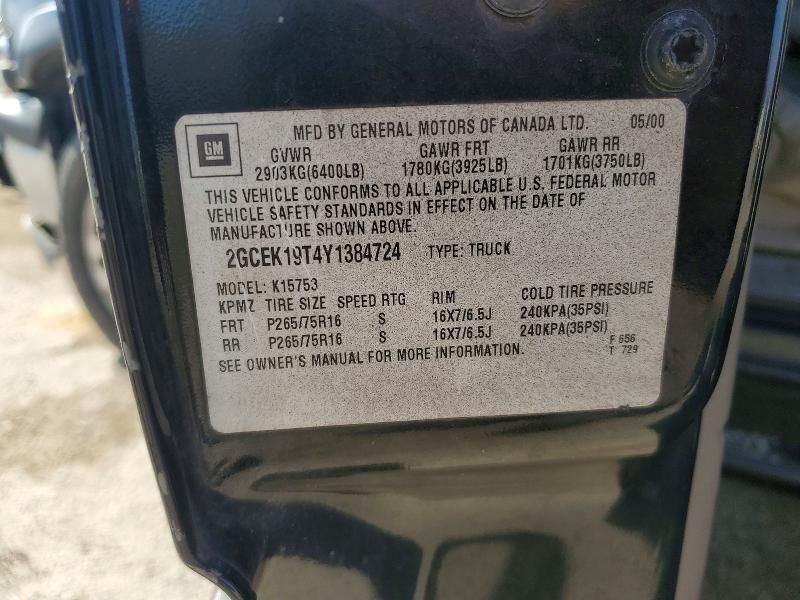 GM
MFD BY GENERAL MOTORS OF CANADA LTD. 05/00
GVWR GAWR FRT GAWR RR
2903KG(6400LB) 1780KG(3925LB) 1701KG(3750LB)
THIS VEHICLE CONFORMS TO ALL APPLICABLE U.S. FEDERAL MOTOR
VEHICLE SAFETY STANDARDS IN EFFECT ON THE DATE OF
MANUFACTURE SHOWN ABOVE.
2GCEK19T4Y1384724 TYPE: TRUCK
MODEL: K15753
KPMZ TIRE SIZE SPEED RTG RIM COLD TIRE PRESSURE
FRT P265/75R16 S 16X7/6.5J 240KPA(35PSI)
RR P265/75R16 S 16X7/6.5J 240KPA(35PSI)
SEE OWNER'S MANUAL FOR MORE INFORMATION.
F 656
T 729